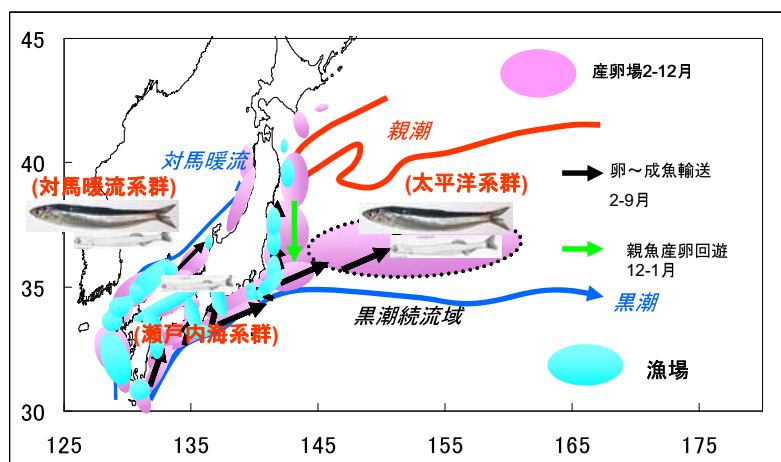 45
40
35
30
125
135
145
155
165
175
産卵場2-12月
親潮
対馬暖流
(対馬暖流系群)
(太平洋系群)
卵～成魚輸送
2-9月
親魚産卵回遊
12-1月
黒潮
黒潮続流域
(瀬戸内海系群)
漁場